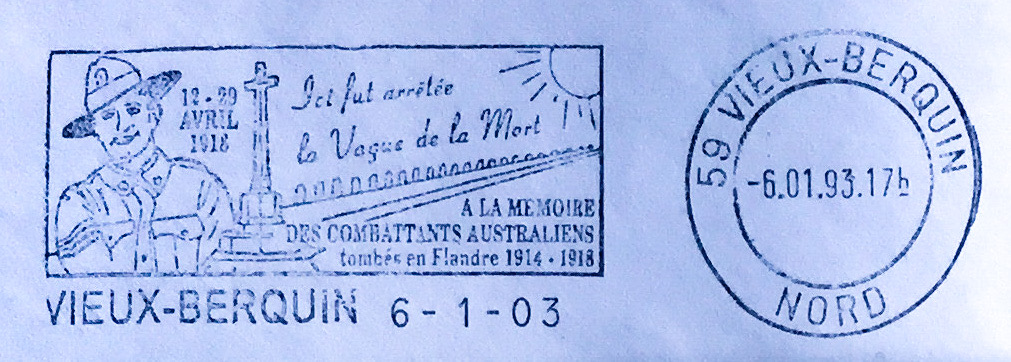 12 - 29
AVRIL
1918
Ici fut arrêtée
la Vague de la Mort
A LA MEMOIRE
DES COMBATTANTS AUSTRALIENS
tombés en Flandre 1914 - 1918
VIEUX-BERQUIN 6 - 1 - 03
59 VIEUX-BERQUIN
-6.01.93.17h
NORD